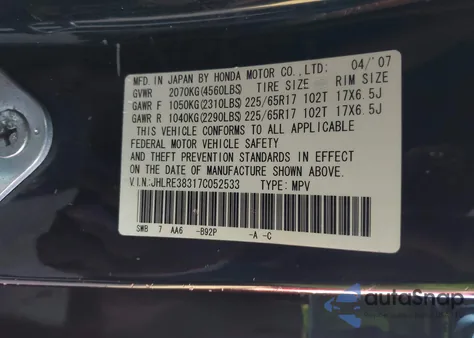 MFD. IN JAPAN BY HONDA MOTOR CO.,LTD: 04/'07
GVWR 2070KG(4560LBS) TIRE SIZE RIM SIZE
GAWR F 1050KG(2310LBS) 225/65R17 102T 17X6.5J
GAWR R 1040KG(2290LBS) 225/65R17 102T 17X6.5J
THIS VEHICLE CONFORMS TO ALL APPLICABLE
FEDERAL MOTOR VEHICLE SAFETY
AND THEFT PREVENTION STANDARDS IN EFFECT
ON THE DATE OF MANUFACTURE SHOWN ABOVE.
V.I.N:JHLRE38317C052533 TYPE: MPV
SWB 7 AA6 -B92P -A -C
autoSnap